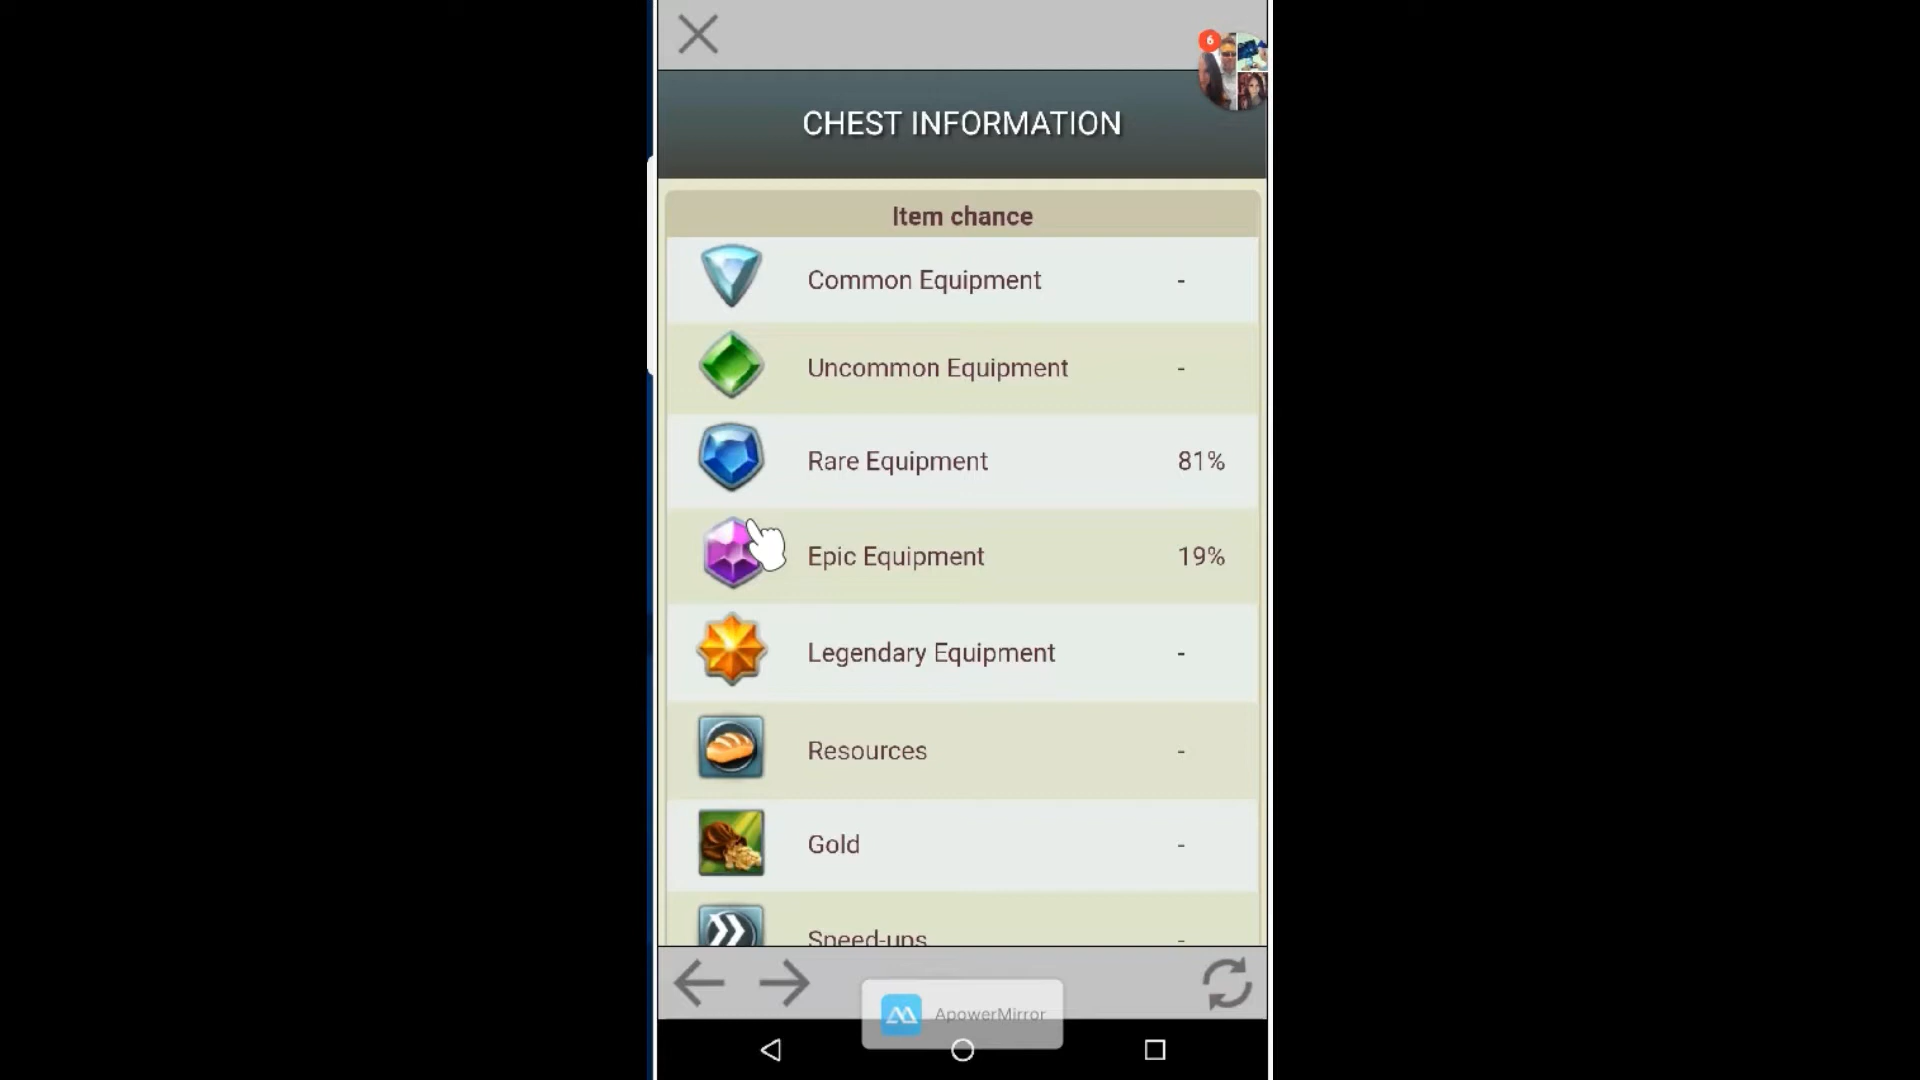 6
CHEST INFORMATION
Item chance
Common Equipment -
Uncommon Equipment -
Rare Equipment 81%
Epic Equipment 19%
Legendary Equipment -
Resources -
Gold -
Speed-ups -
ApowerMirror